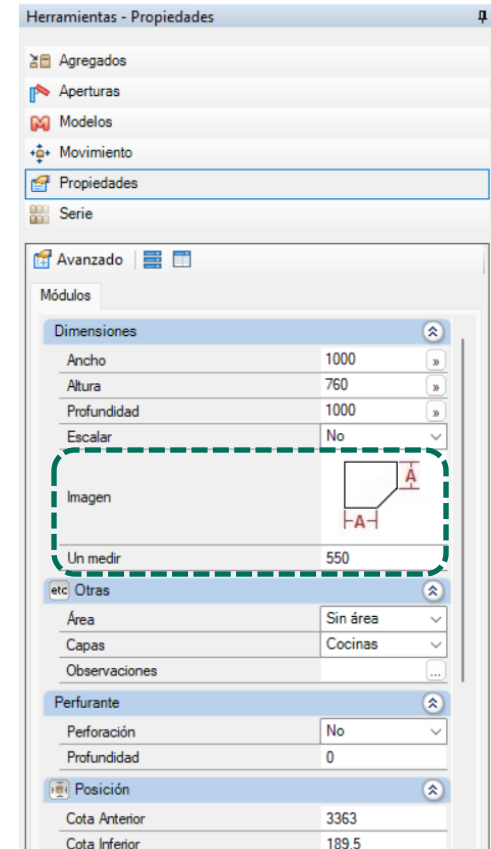 Herramientas - Propiedades
Agregados
Aperturas
Modelos
Movimiento
Propiedades
Serie
Avanzado
Módulos
Dimensiones
Ancho 1000 »
Altura 760 »
Profundidad 1000 »
Escalar No
Imagen A A
Un medir 550
etc Otras
Área Sin área
Capas Cocinas
Observaciones ...
Perfurante
Perforación No
Profundidad 0
Posición
Cota Anterior 3363
Cota Inferior 189.5